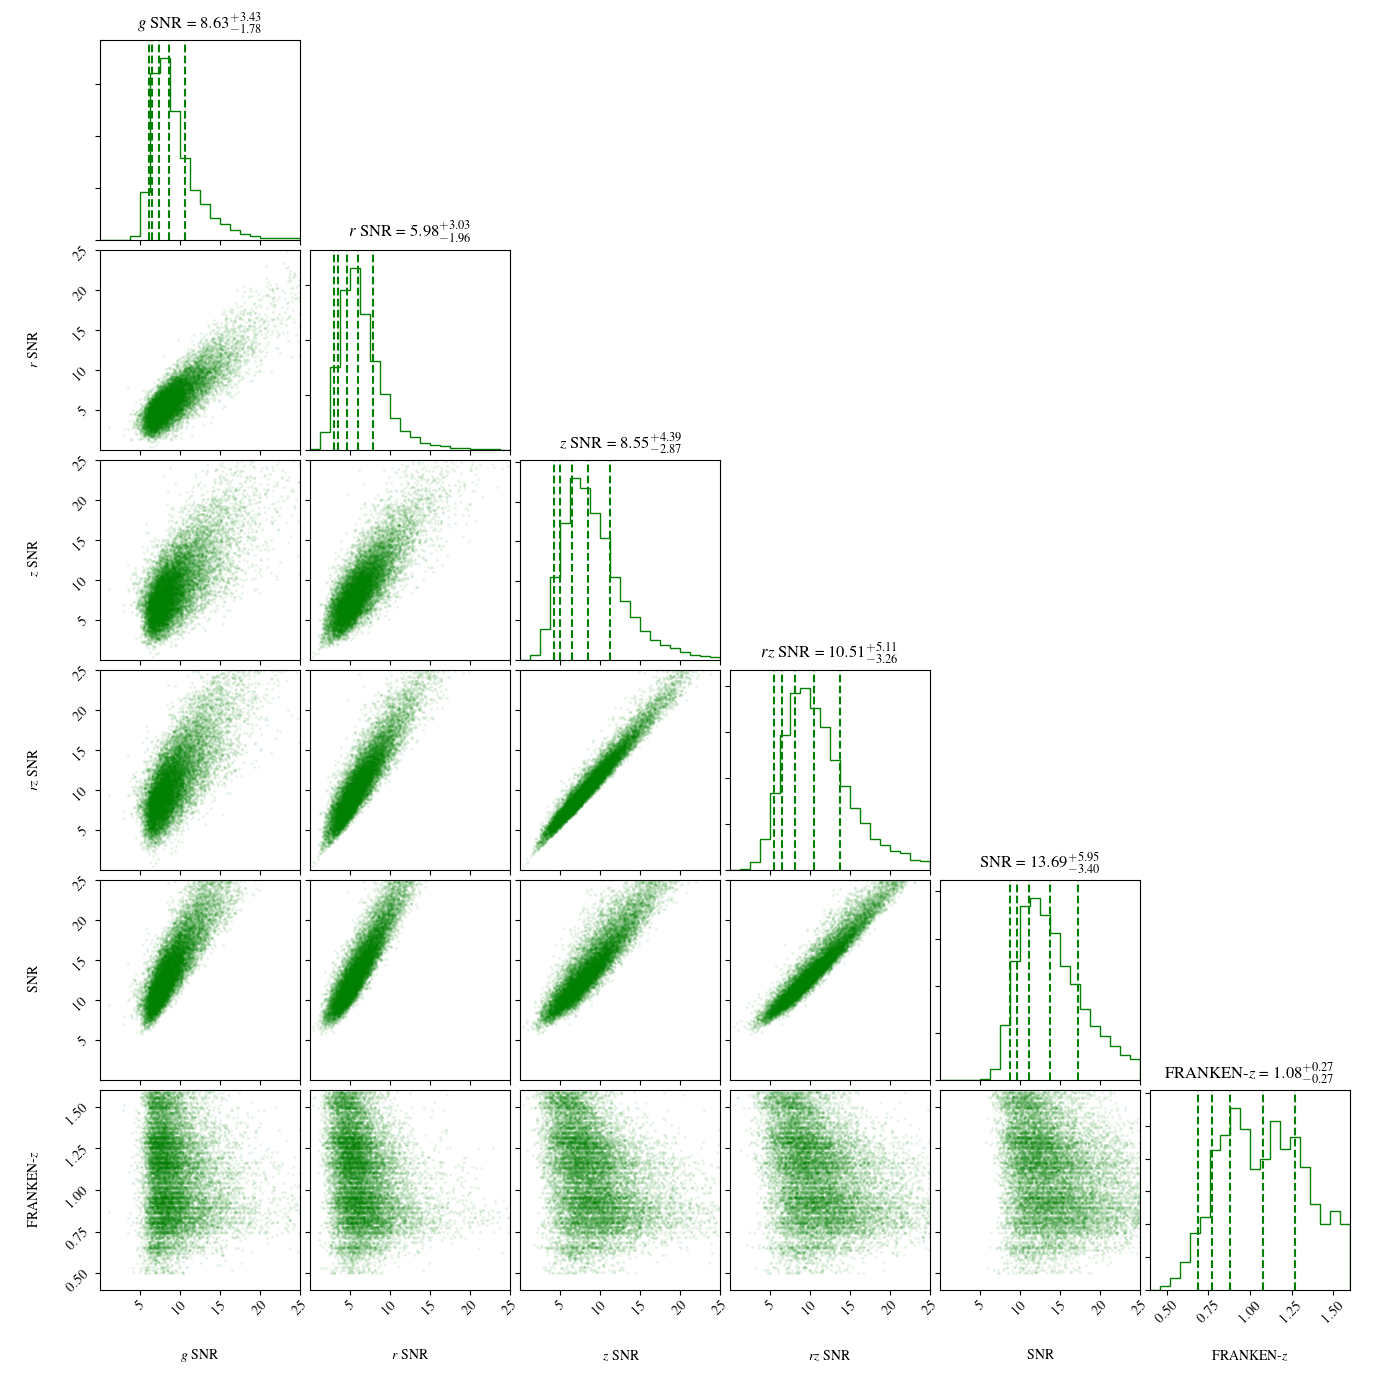 g SNR = 8.63 +3.43 −1.78
r SNR = 5.98 +3.03 −1.96
25
20
15
10
5
r SNR
z SNR = 8.55 +4.39 −2.87
25
20
15
10
5
z SNR
rz SNR = 10.51 +5.11 −3.26
25
20
15
10
5
rz SNR
SNR = 13.69 +5.95 −3.40
25
20
15
10
5
SNR
FRANKEN-z = 1.08 +0.27 −0.27
1.50
1.25
1.00
0.75
0.50
FRANKEN-z
5 10 15 20 25
5 10 15 20 25
5 10 15 20 25
5 10 15 20 25
5 10 15 20 25
0.50 0.75 1.00 1.25 1.50
g SNR
r SNR
z SNR
rz SNR
SNR
FRANKEN-z